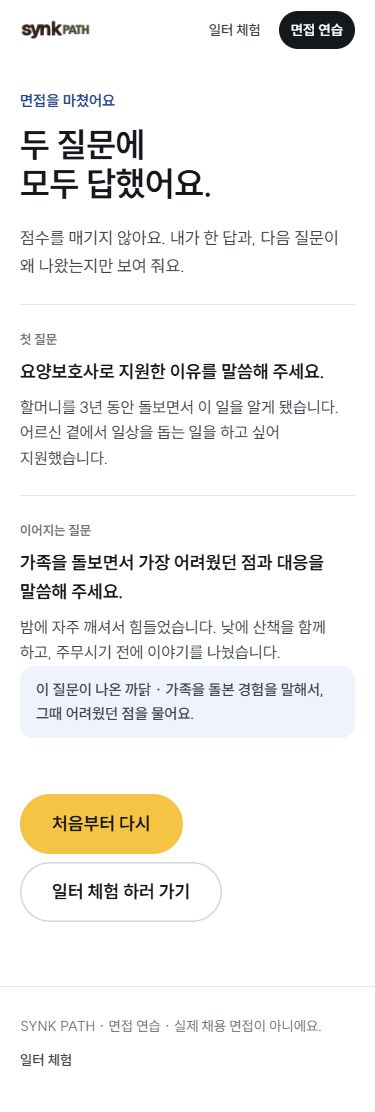 synk PATH
일터 체험
면접 연습
면접을 마쳤어요
두 질문에
모두 답했어요.
점수를 매기지 않아요. 내가 한 답과, 다음 질문이
왜 나왔는지만 보여 줘요.
첫 질문
요양보호사로 지원한 이유를 말씀해 주세요.
할머니를 3년 동안 돌보면서 이 일을 알게 됐습니다.
어르신 곁에서 일상을 돕는 일을 하고 싶어
지원했습니다.
이어지는 질문
가족을 돌보면서 가장 어려웠던 점과 대응을
말씀해 주세요.
밤에 자주 깨셔서 힘들었습니다. 낮에 산책을 함께
하고, 주무시기 전에 이야기를 나눴습니다.
이 질문이 나온 까닭 · 가족을 돌본 경험을 말해서,
그때 어려웠던 점을 물어요.
처음부터 다시
일터 체험 하러 가기
SYNK PATH · 면접 연습 · 실제 채용 면접이 아니에요.
일터 체험